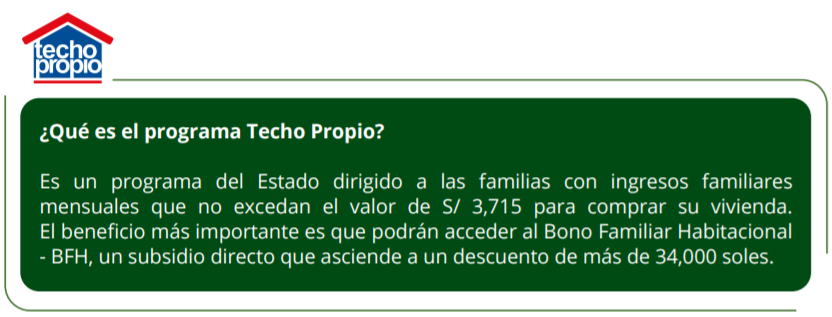 techo
propio
¿Qué es el programa Techo Propio?
Es un programa del Estado dirigido a las familias con ingresos familiares
mensuales que no excedan el valor de S/ 3,715 para comprar su vivienda.
El beneficio más importante es que podrán acceder al Bono Familiar Habitacional
- BFH, un subsidio directo que asciende a un descuento de más de 34,000 soles.